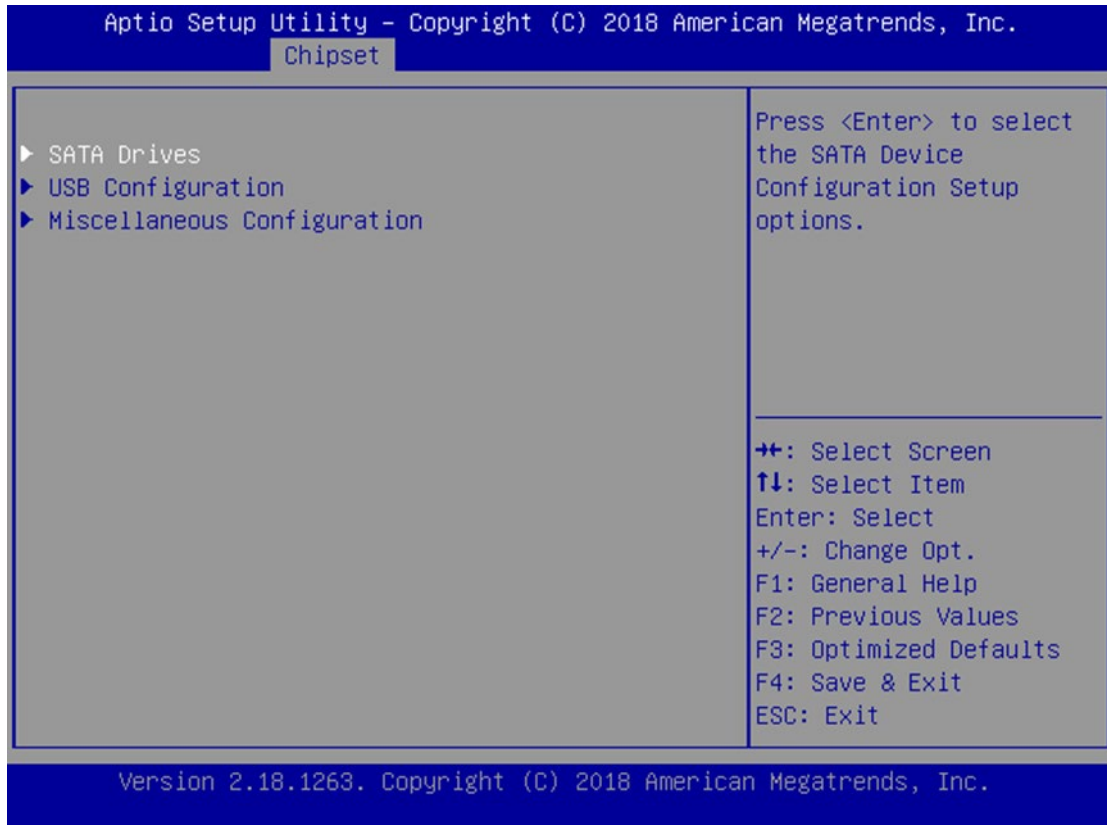 Aptio Setup Utility – Copyright (C) 2018 American Megatrends, Inc.
Chipset
▶ SATA Drives
▶ USB Configuration
▶ Miscellaneous Configuration
Press <Enter> to select
the SATA Device
Configuration Setup
options.
→←: Select Screen
↑↓: Select Item
Enter: Select
+/-: Change Opt.
F1: General Help
F2: Previous Values
F3: Optimized Defaults
F4: Save & Exit
ESC: Exit
Version 2.18.1263. Copyright (C) 2018 American Megatrends, Inc.